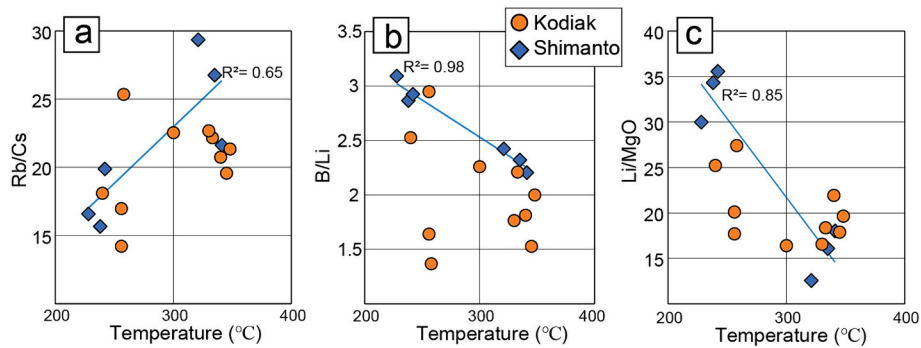 a
30
25
20
15
Rb/Cs
R²= 0.65
200
300
400
Temperature (°C)
b
3.5
3
2.5
2
1.5
B/Li
R²= 0.98
200
300
400
Temperature (°C)
Kodiak
Shimanto
c
40
35
30
25
20
15
Li/MgO
R²= 0.85
200
300
400
Temperature (°C)